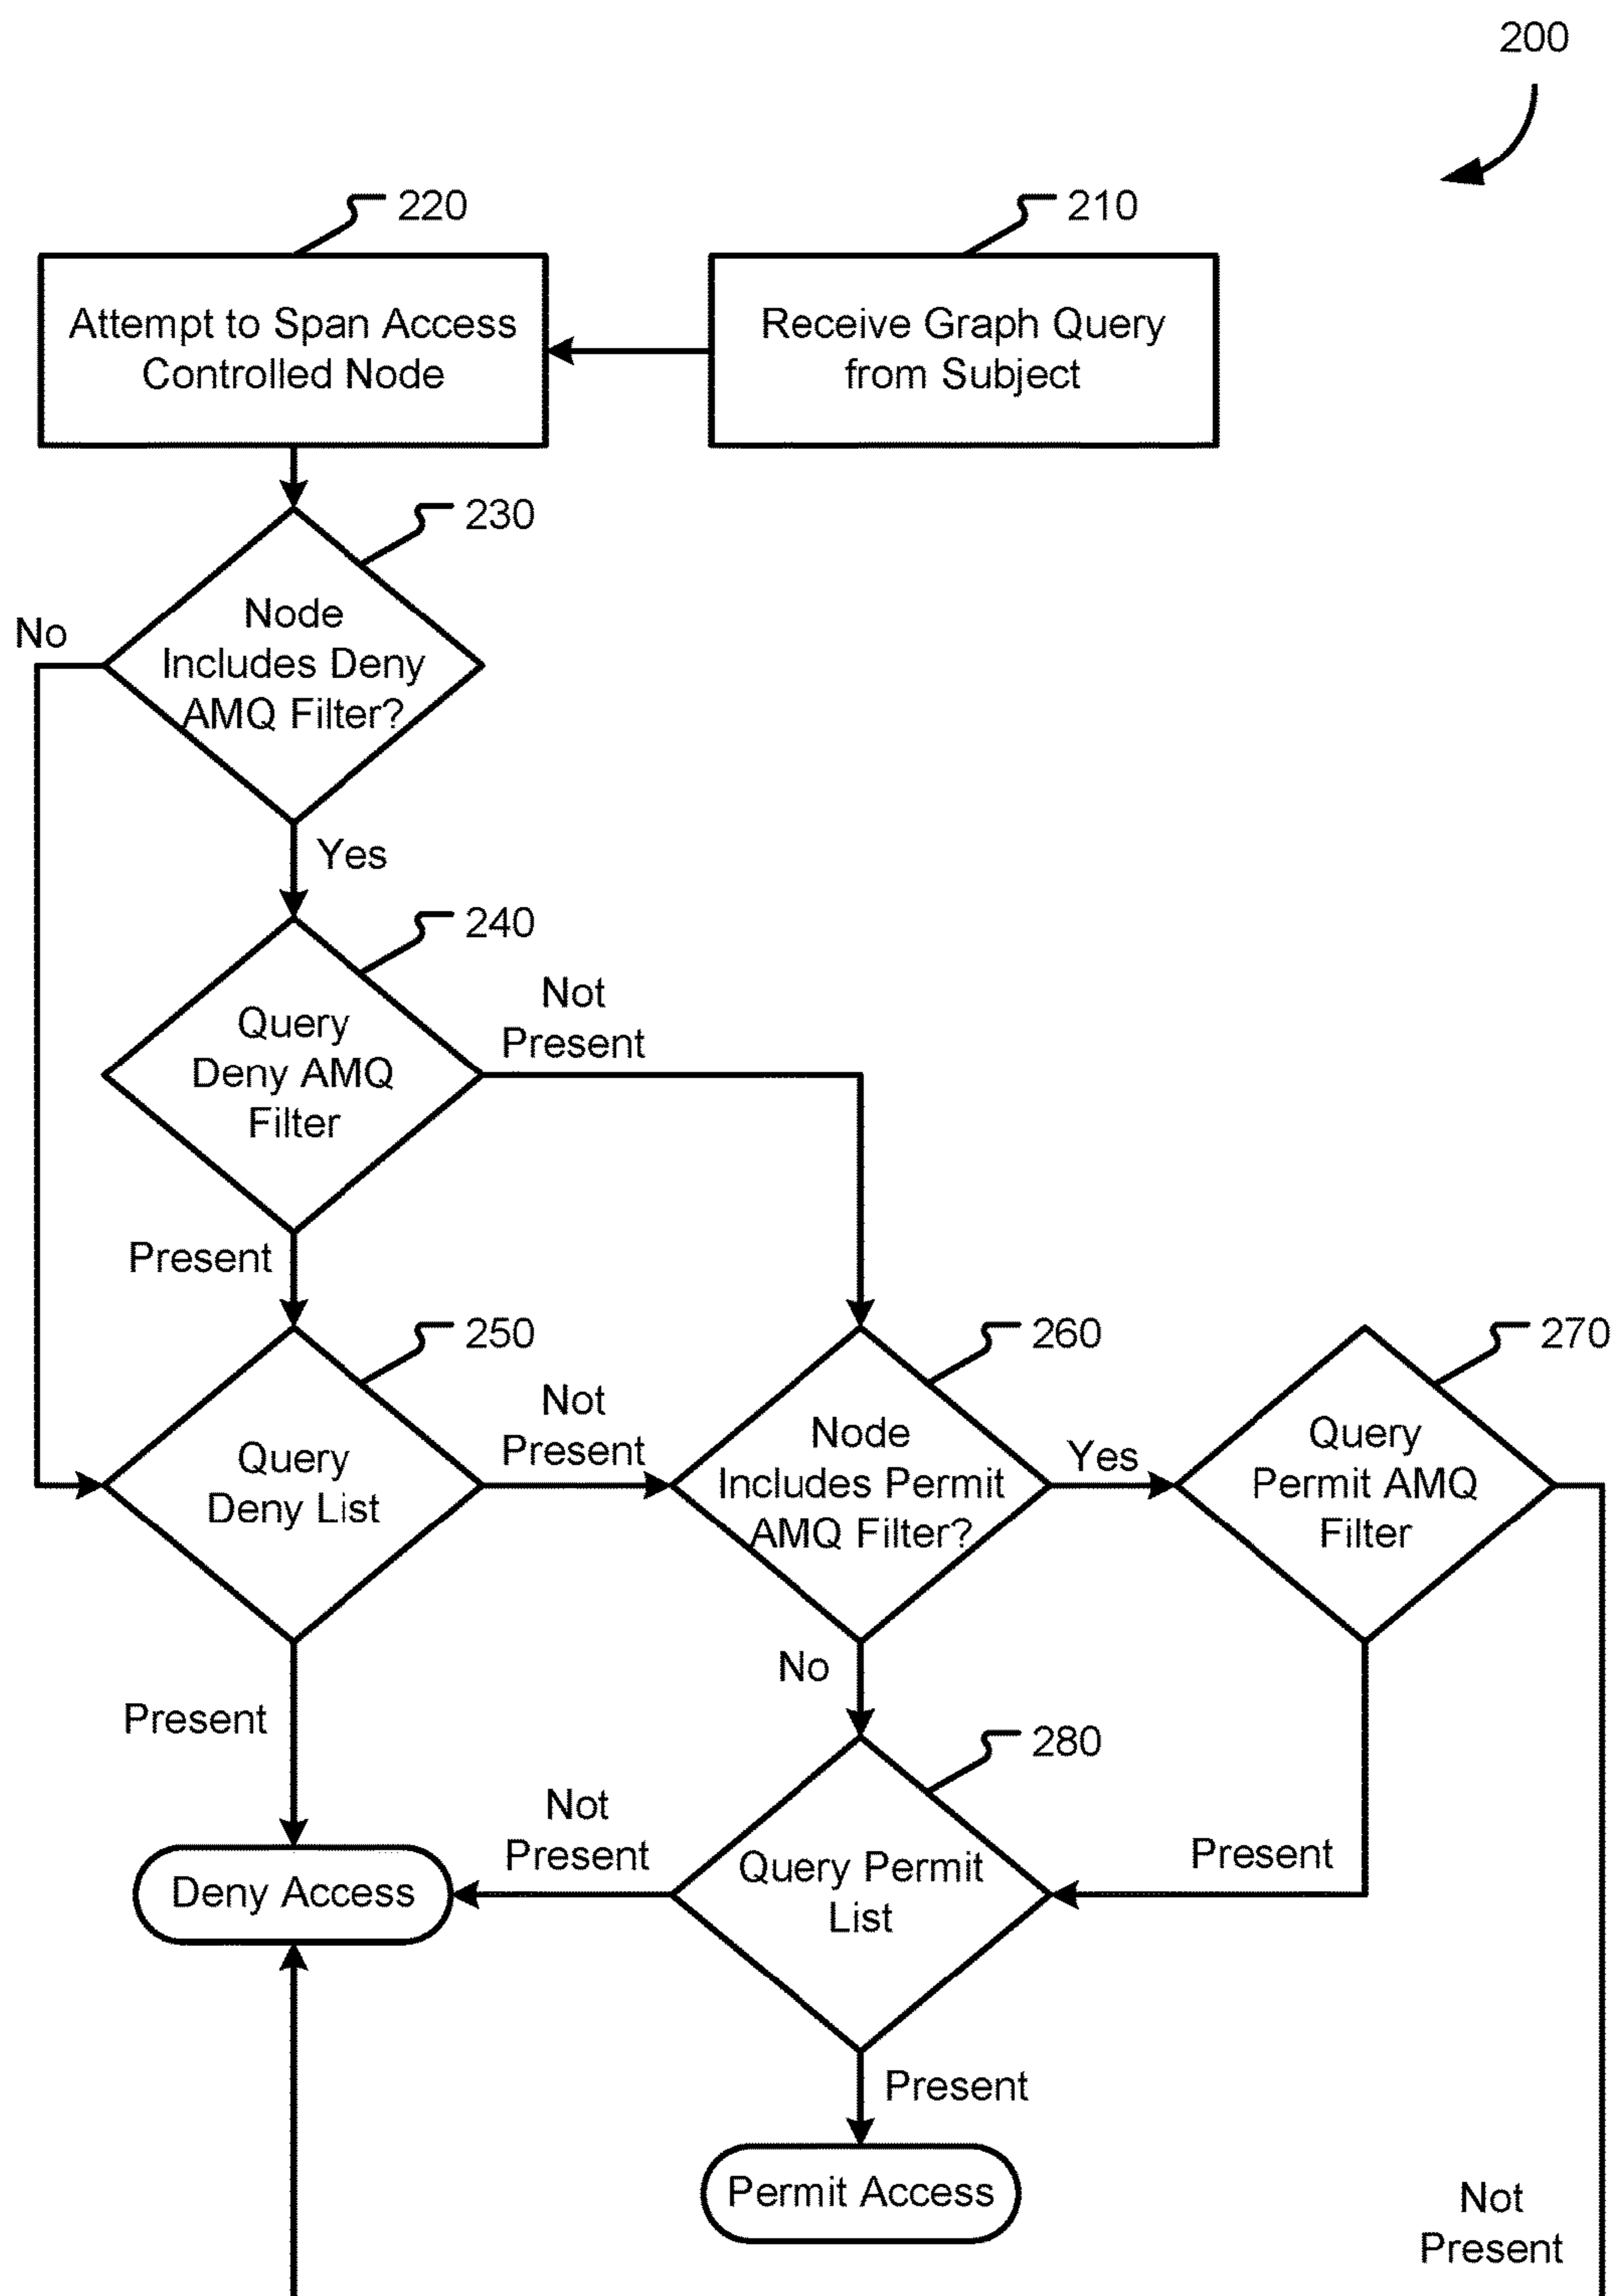 200
220
210
Attempt to Span Access
Controlled Node
Receive Graph Query
from Subject
230
Node
Includes Deny
AMQ Filter?
No
Yes
240
Query
Deny AMQ
Filter
Not
Present
Present
250
Query
Deny List
Not
Present
260
Node
Includes Permit
AMQ Filter?
Yes
270
Query
Permit AMQ
Filter
Present
No
280
Query Permit
List
Not
Present
Present
Deny Access
Present
Permit Access
Not
Present